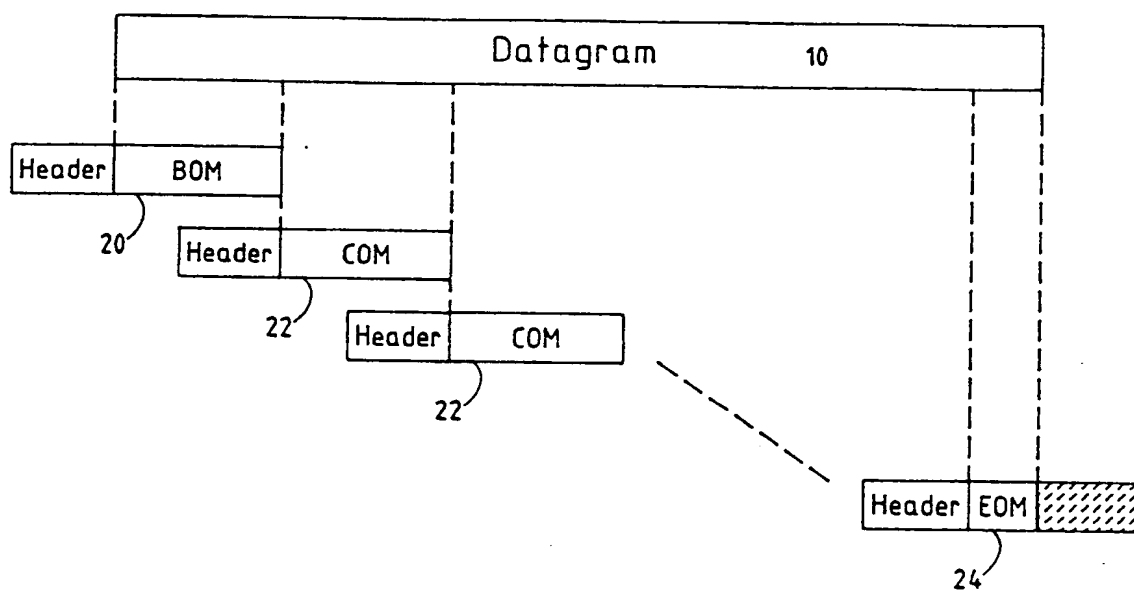 Datagram 10
Header BOM
20
Header COM
22
Header COM
22
Header EOM
24